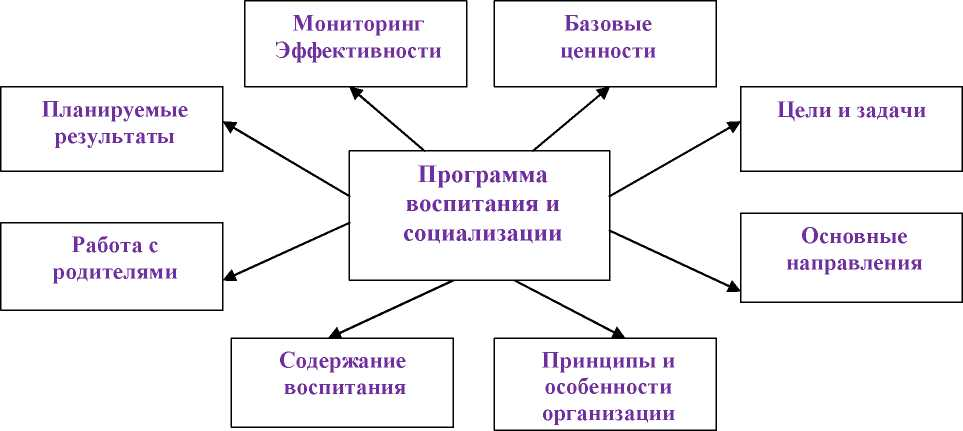 Мониторинг
Эффективности
Базовые
ценности
Планируемые
результаты
Цели и задачи
Программа
воспитания и
социализации
Работа с
родителями
Основные
направления
Содержание
воспитания
Принципы и
особенности
организации